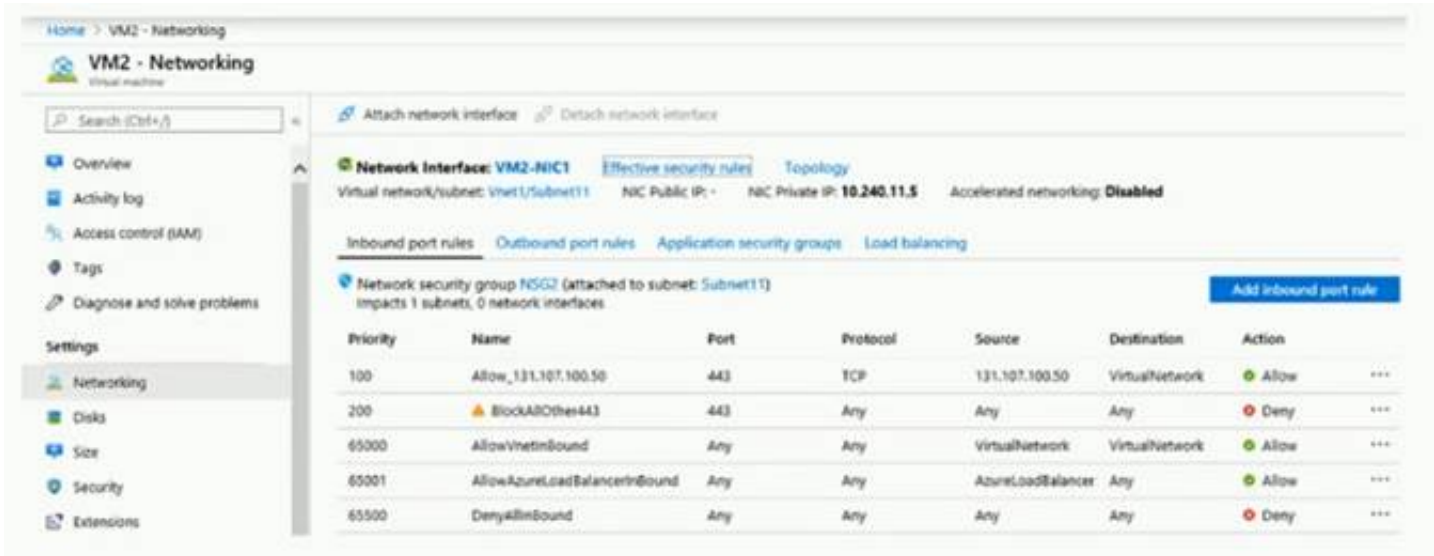 Home > VM2 - Networking
VM2 - Networking
Virtual machine
Search (Ctrl+/)
«
Attach network interface Detach network interface
Overview
Activity log
Access control (IAM)
Tags
Diagnose and solve problems
Settings
Networking
Disks
Size
Security
Extensions
Network Interface: VM2-NIC1 Effective security rules Topology
Virtual network/subnet: Vnet1/Subnet11 NIC Public IP: - NIC Private IP: 10.240.11.5 Accelerated networking: Disabled
Inbound port rules Outbound port rules Application security groups Load balancing
Network security group NSG2 (attached to subnet: Subnet11)
Impacts 1 subnets, 0 network interfaces
Add inbound port rule
Priority Name Port Protocol Source Destination Action
100 Allow_131.107.100.50 443 TCP 131.107.100.50 VirtualNetwork Allow ...
200 BlockAllOther443 443 Any Any Any Deny ...
65000 AllowVnetInBound Any Any VirtualNetwork VirtualNetwork Allow ...
65001 AllowAzureLoadBalancerInBound Any Any AzureLoadBalancer Any Allow ...
65500 DenyAllInBound Any Any Any Any Deny ...